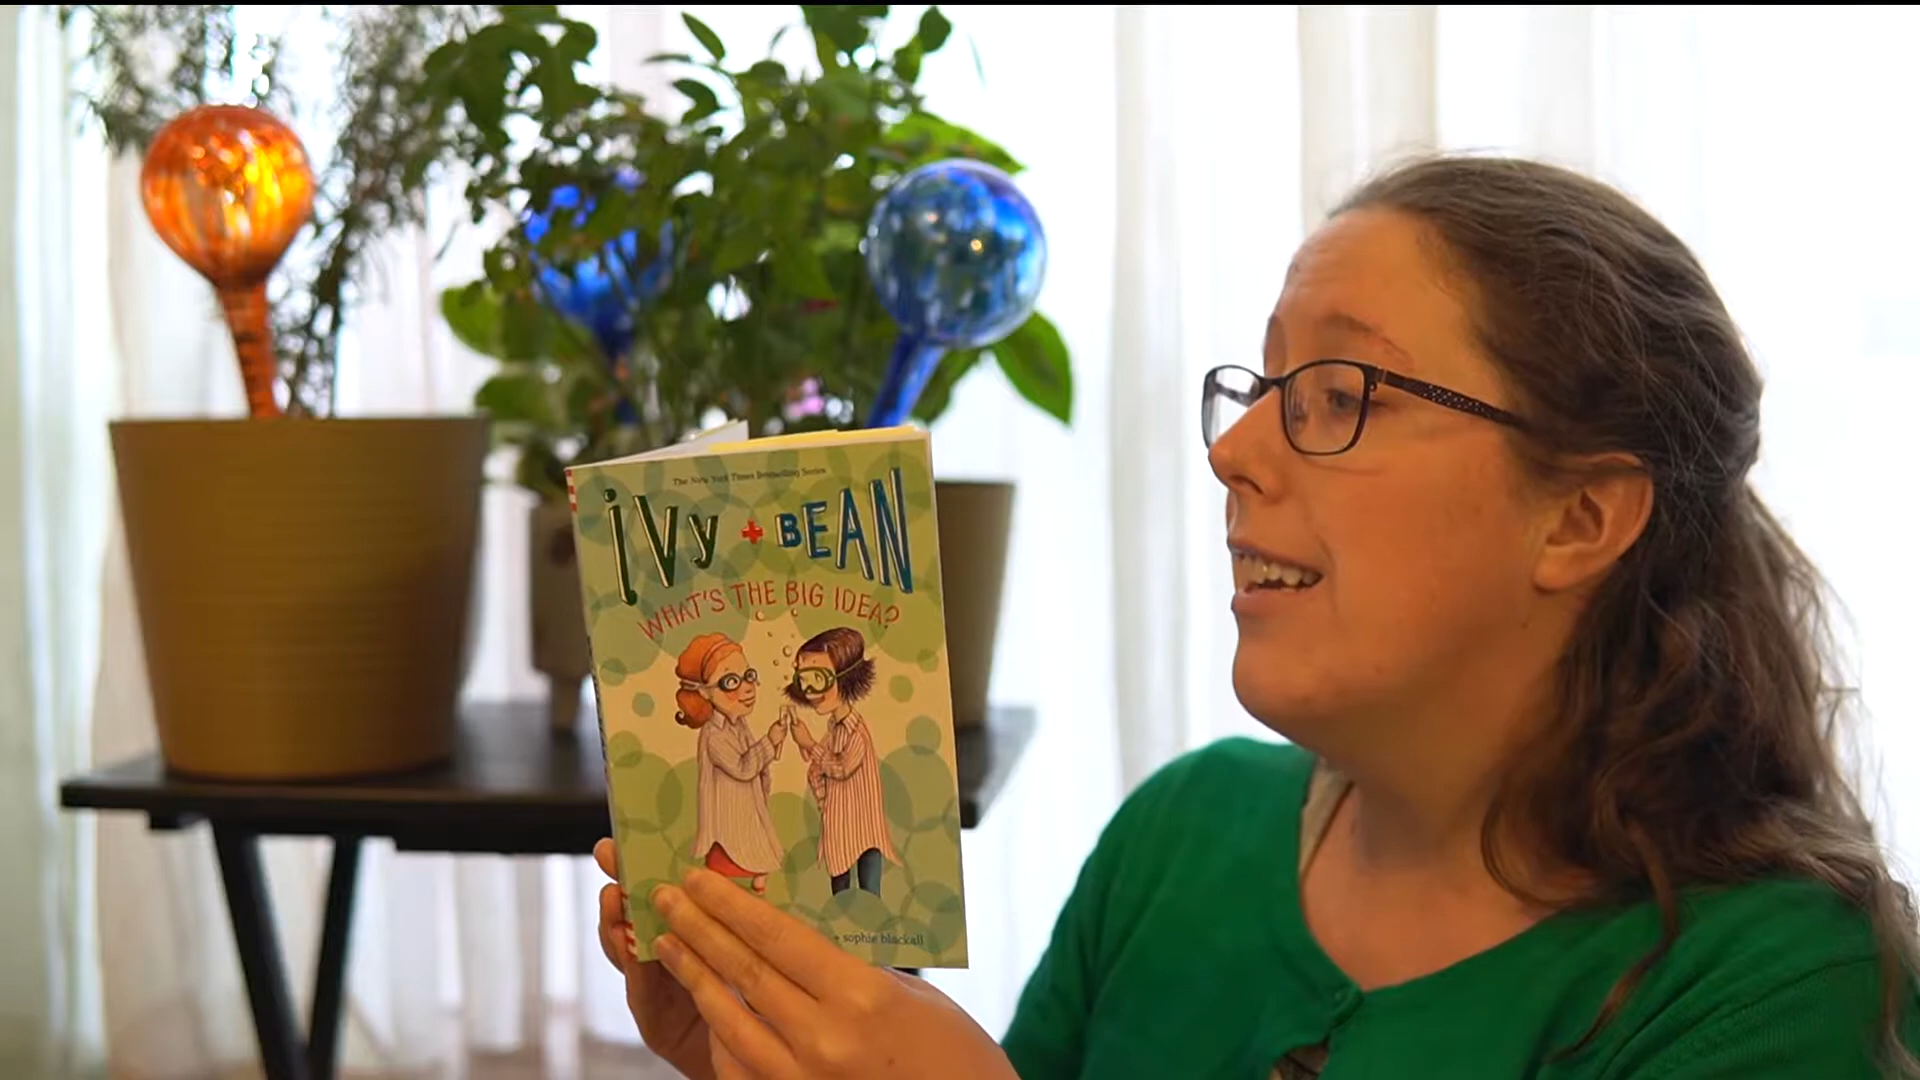 The New York Times Bestselling Series
ivy + BEAN
WHAT'S THE BIG IDEA?
+ sophie blackall